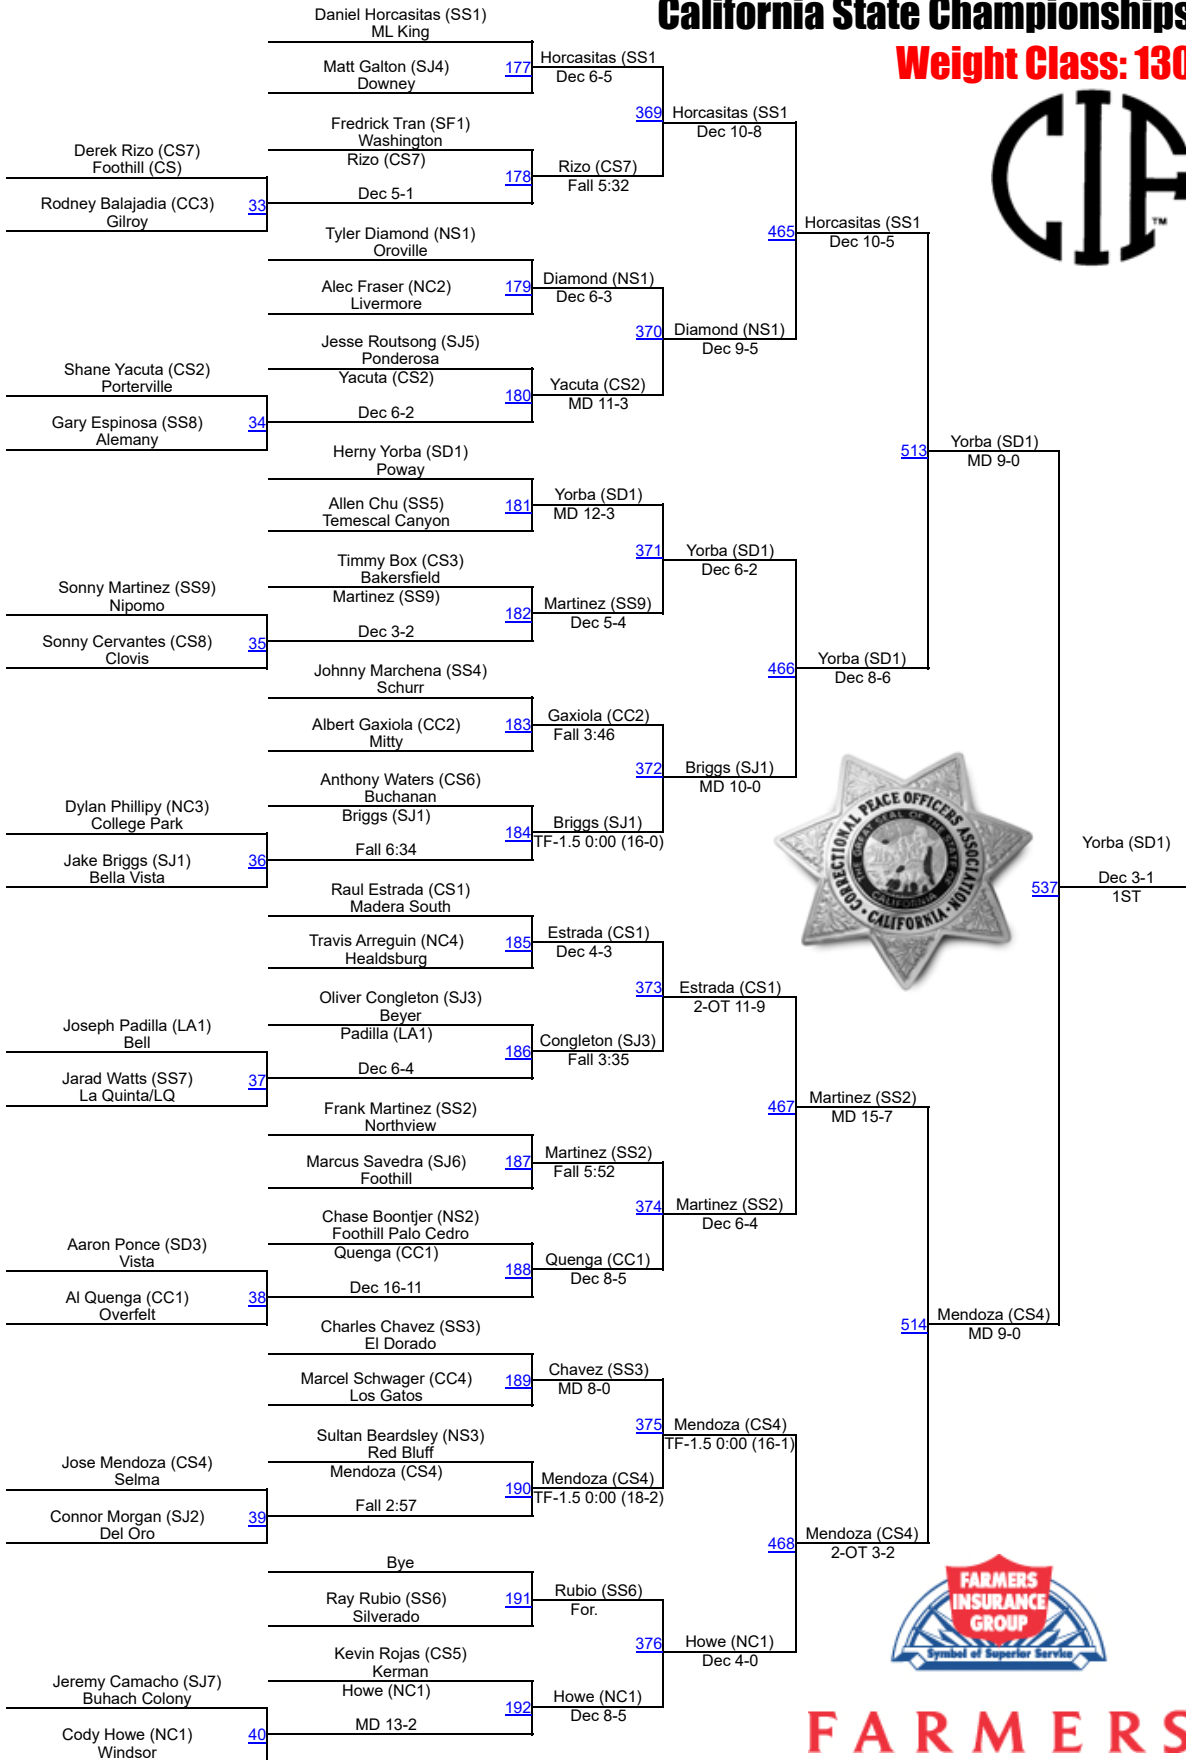 California State Championships
Weight Class: 130
CIF
TM
Daniel Horcasitas (SS1)
ML King
177
Horcasitas (SS1
Dec 6-5
Matt Galton (SJ4)
Downey
369
Horcasitas (SS1
Dec 10-8
Fredrick Tran (SF1)
Washington
Derek Rizo (CS7)
Foothill (CS)
Rizo (CS7)
Dec 5-1
178
Rizo (CS7)
Fall 5:32
Rodney Balajadia (CC3)
Gilroy
33
465
Horcasitas (SS1
Dec 10-5
Tyler Diamond (NS1)
Oroville
Alec Fraser (NC2)
Livermore
179
Diamond (NS1)
Dec 6-3
370
Diamond (NS1)
Dec 9-5
Jesse Routsong (SJ5)
Ponderosa
Shane Yacuta (CS2)
Porterville
Yacuta (CS2)
Dec 6-2
180
Yacuta (CS2)
MD 11-3
Gary Espinosa (SS8)
Alemany
34
513
Yorba (SD1)
MD 9-0
Herny Yorba (SD1)
Poway
Allen Chu (SS5)
Temescal Canyon
181
Yorba (SD1)
MD 12-3
371
Yorba (SD1)
Dec 6-2
Timmy Box (CS3)
Bakersfield
Sonny Martinez (SS9)
Nipomo
Martinez (SS9)
Dec 3-2
182
Martinez (SS9)
Dec 5-4
Sonny Cervantes (CS8)
Clovis
35
466
Yorba (SD1)
Dec 8-6
Johnny Marchena (SS4)
Schurr
Albert Gaxiola (CC2)
Mitty
183
Gaxiola (CC2)
Fall 3:46
372
Briggs (SJ1)
MD 10-0
Anthony Waters (CS6)
Buchanan
Dylan Phillipy (NC3)
College Park
Briggs (SJ1)
Fall 6:34
184
Briggs (SJ1)
TF-1.5 0:00 (16-0)
Jake Briggs (SJ1)
Bella Vista
36
CORRECTIONAL PEACE OFFICERS ASSOCIATION
CALIFORNIA
Yorba (SD1)
537
Dec 3-1
1ST
Raul Estrada (CS1)
Madera South
Travis Arreguin (NC4)
Healdsburg
185
Estrada (CS1)
Dec 4-3
373
Estrada (CS1)
2-OT 11-9
Oliver Congleton (SJ3)
Beyer
Joseph Padilla (LA1)
Bell
Padilla (LA1)
Dec 6-4
186
Congleton (SJ3)
Fall 3:35
Jarad Watts (SS7)
La Quinta/LQ
37
467
Martinez (SS2)
MD 15-7
Frank Martinez (SS2)
Northview
Marcus Savedra (SJ6)
Foothill
187
Martinez (SS2)
Fall 5:52
374
Martinez (SS2)
Dec 6-4
Chase Boontjer (NS2)
Foothill Palo Cedro
Aaron Ponce (SD3)
Vista
Quenga (CC1)
Dec 16-11
188
Quenga (CC1)
Dec 8-5
Al Quenga (CC1)
Overfelt
38
514
Mendoza (CS4)
MD 9-0
Charles Chavez (SS3)
El Dorado
Marcel Schwager (CC4)
Los Gatos
189
Chavez (SS3)
MD 8-0
375
Mendoza (CS4)
TF-1.5 0:00 (16-1)
Sultan Beardsley (NS3)
Red Bluff
Jose Mendoza (CS4)
Selma
Mendoza (CS4)
Fall 2:57
190
Mendoza (CS4)
TF-1.5 0:00 (18-2)
Connor Morgan (SJ2)
Del Oro
39
468
Mendoza (CS4)
2-OT 3-2
Bye
Ray Rubio (SS6)
Silverado
191
Rubio (SS6)
For.
376
Howe (NC1)
Dec 4-0
Kevin Rojas (CS5)
Kerman
Jeremy Camacho (SJ7)
Buhach Colony
Howe (NC1)
MD 13-2
192
Howe (NC1)
Dec 8-5
Cody Howe (NC1)
Windsor
40
FARMERS
INSURANCE
GROUP
Symbol of Superior Service
FARMERS